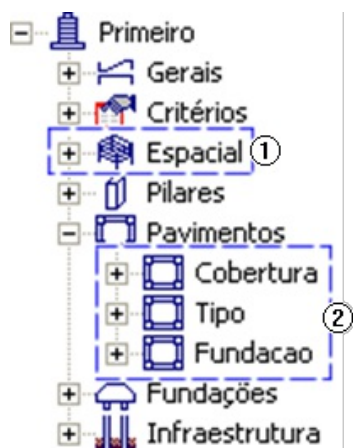 Primeiro
Gerais
Critérios
Espacial 1
Pilares
Pavimentos
Cobertura
Tipo 2
Fundacao
Fundações
Infraestrutura